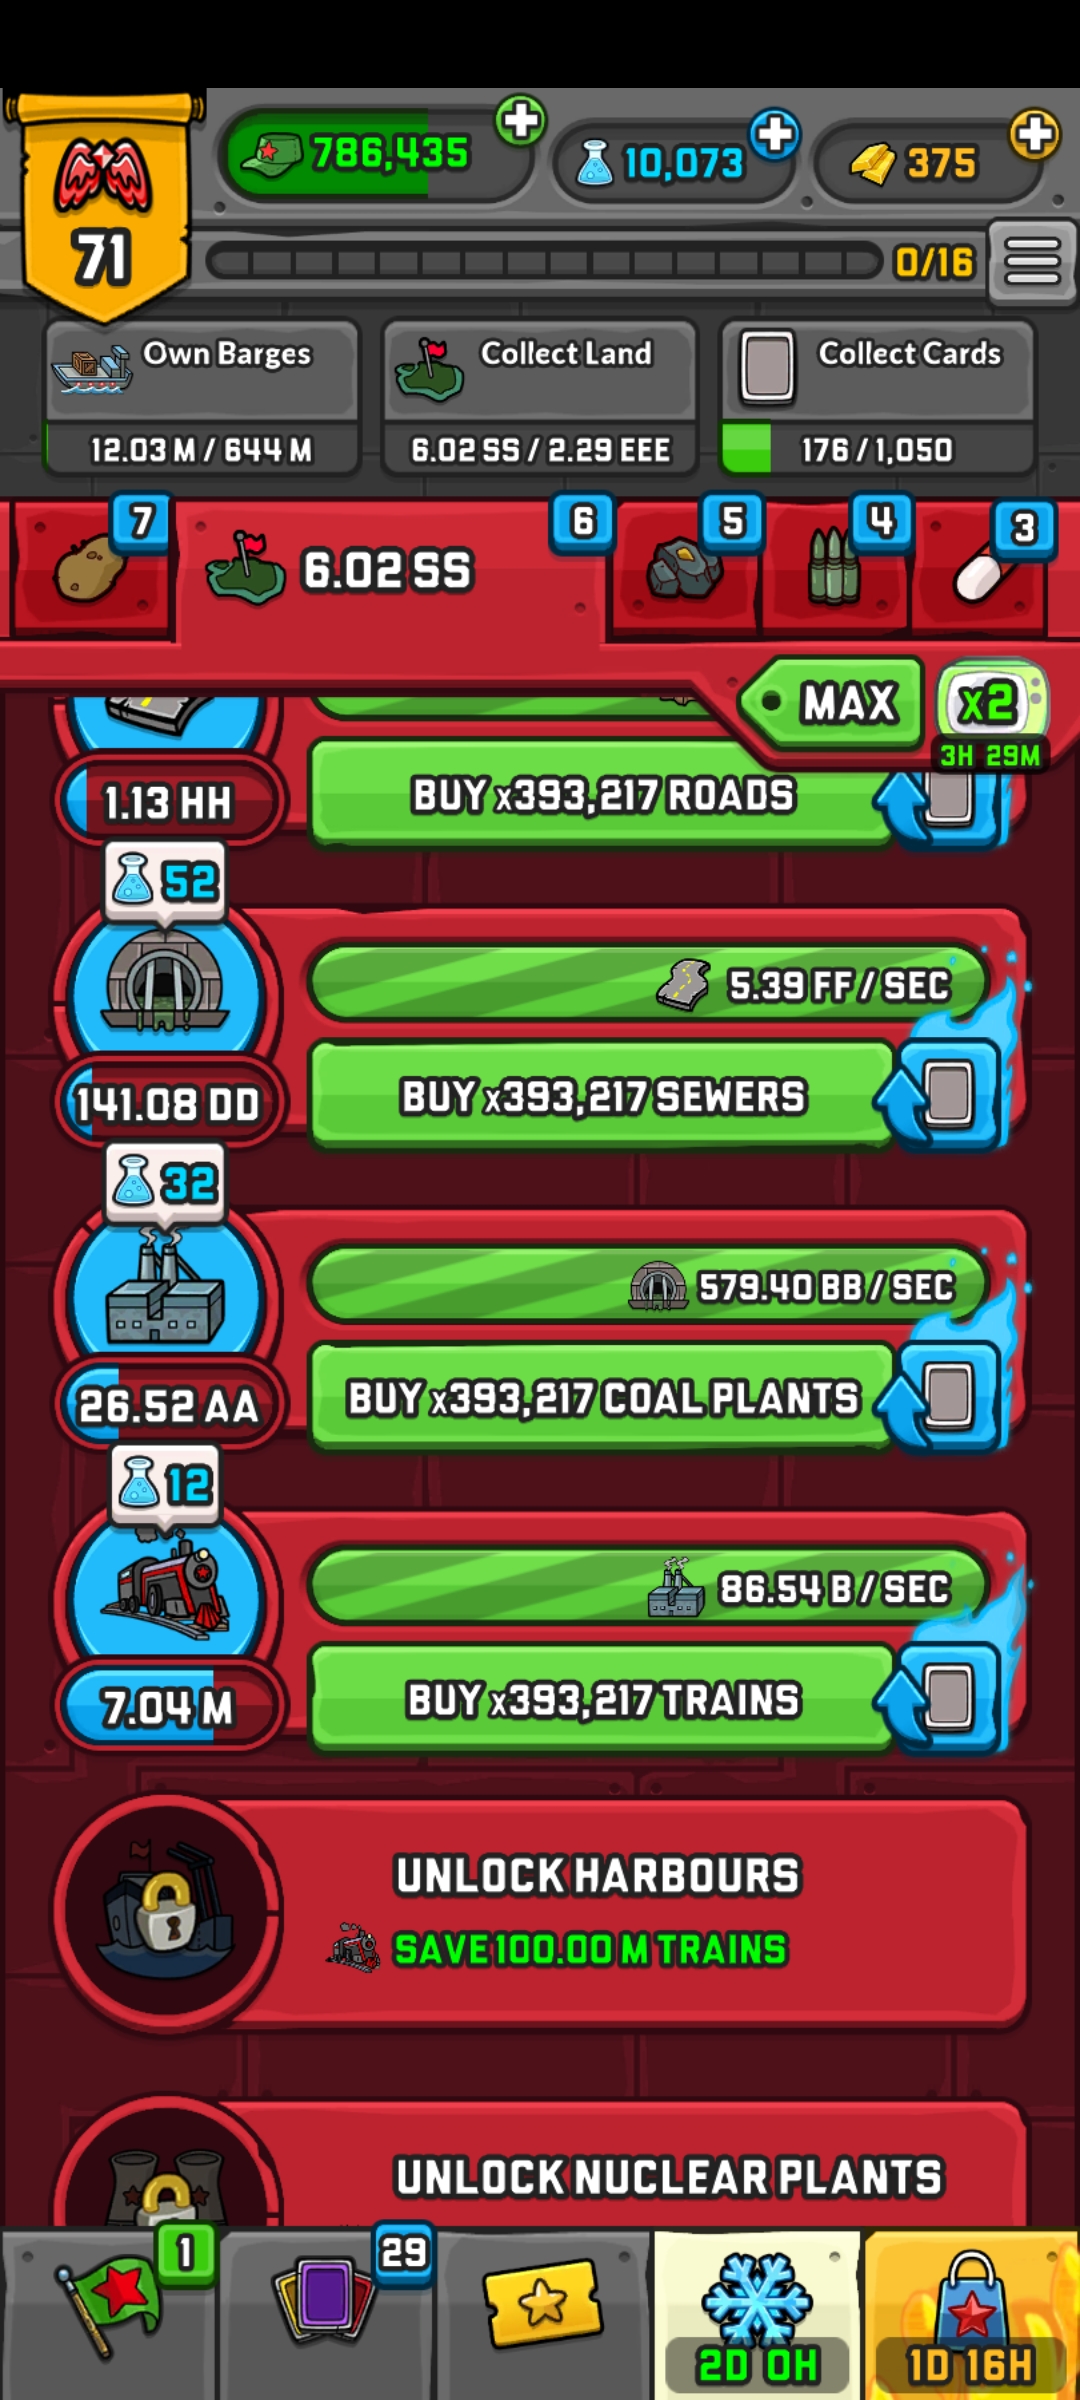 71
786,435
10,073
375
0/16
Own Barges
12.03 M / 644 M
Collect Land
6.02 SS / 2.29 EEE
Collect Cards
176 / 1,050
7
6.02 SS
6
5
4
3
MAX
x2
3H 29M
1.13 HH
BUY x393,217 ROADS
52
5.39 FF / SEC
141.08 DD
BUY x393,217 SEWERS
32
579.40 BB / SEC
26.52 AA
BUY x393,217 COAL PLANTS
12
86.54 B / SEC
7.04 M
BUY x393,217 TRAINS
UNLOCK HARBOURS
SAVE 100.00 M TRAINS
UNLOCK NUCLEAR PLANTS
1
29
2D 0H
1D 16H